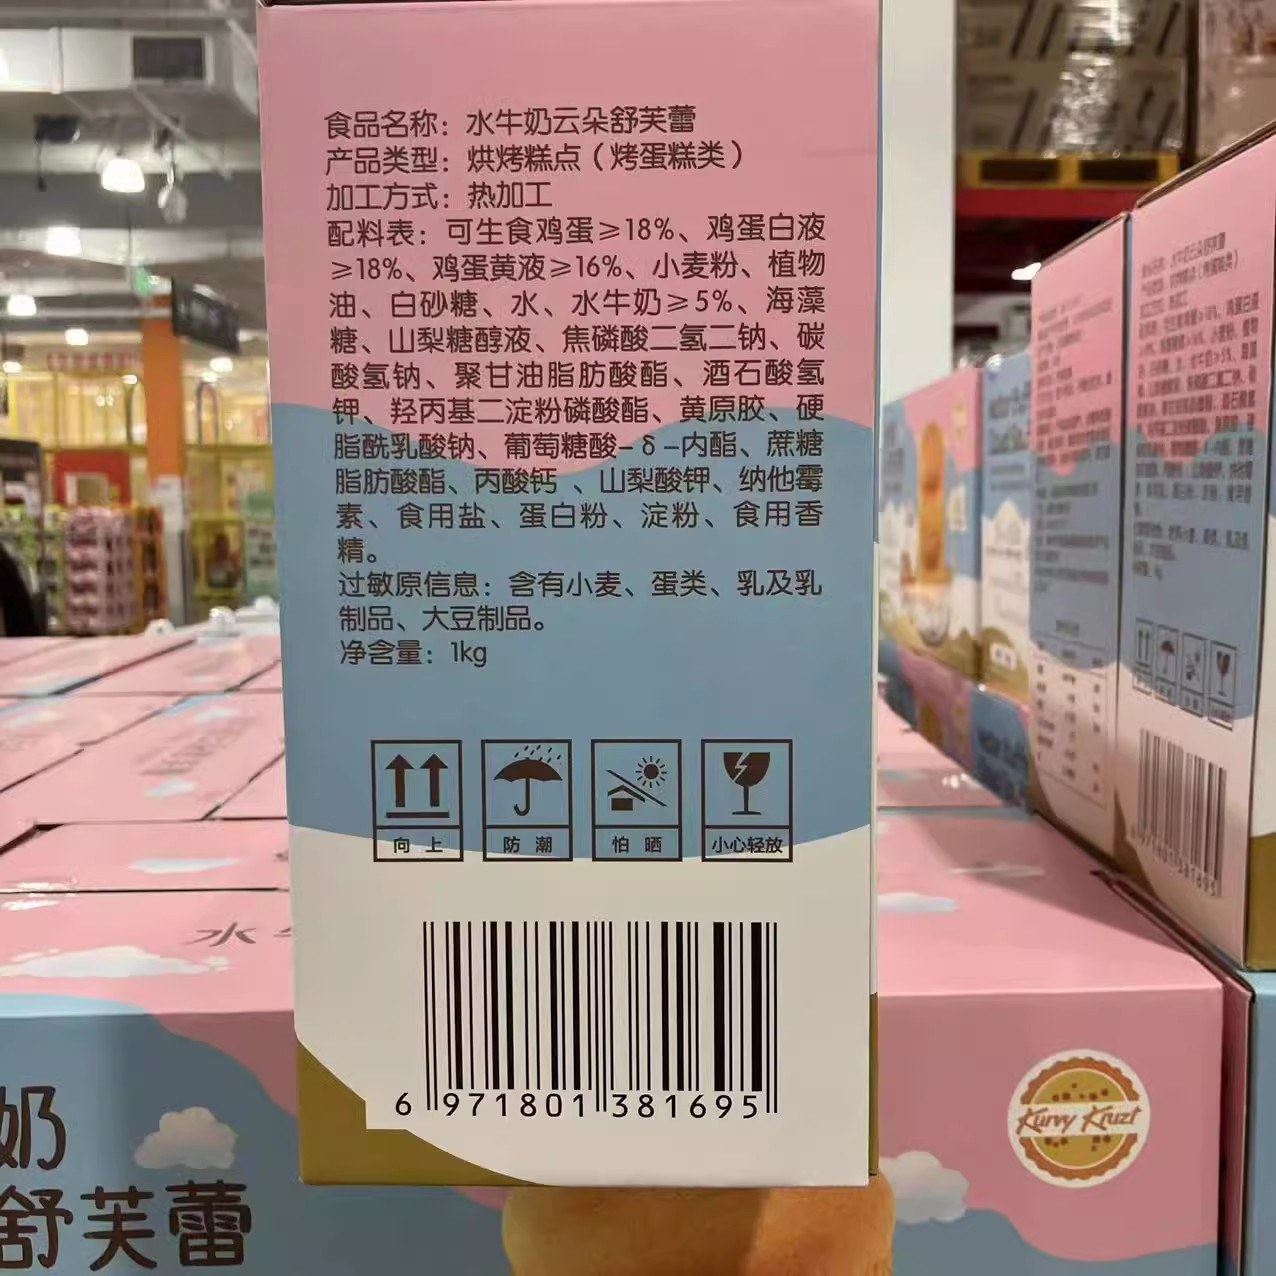 食品名称：水牛奶云朵舒芙蕾
产品类型：烘烤糕点（烤蛋糕类）
加工方式：热加工
配料表：可生食鸡蛋≥18%、鸡蛋白液
≥18%、鸡蛋黄液≥16%、小麦粉、植物
油、白砂糖、水、水牛奶≥5%、海藻
糖、山梨糖醇液、焦磷酸二氢二钠、碳
酸氢钠、聚甘油脂肪酸酯、酒石酸氢
钾、羟丙基二淀粉磷酸酯、黄原胶、硬
脂酰乳酸钠、葡萄糖酸-δ-内酯、蔗糖
脂肪酸酯、丙酸钙 、山梨酸钾、纳他霉
素、食用盐、蛋白粉、淀粉、食用香
精。
过敏原信息：含有小麦、蛋类、乳及乳
制品、大豆制品。
净含量：1kg
向上 防潮 怕晒 小心轻放
6 971801 381695
水牛
奶
舒芙蕾
Kurvy Kruzt